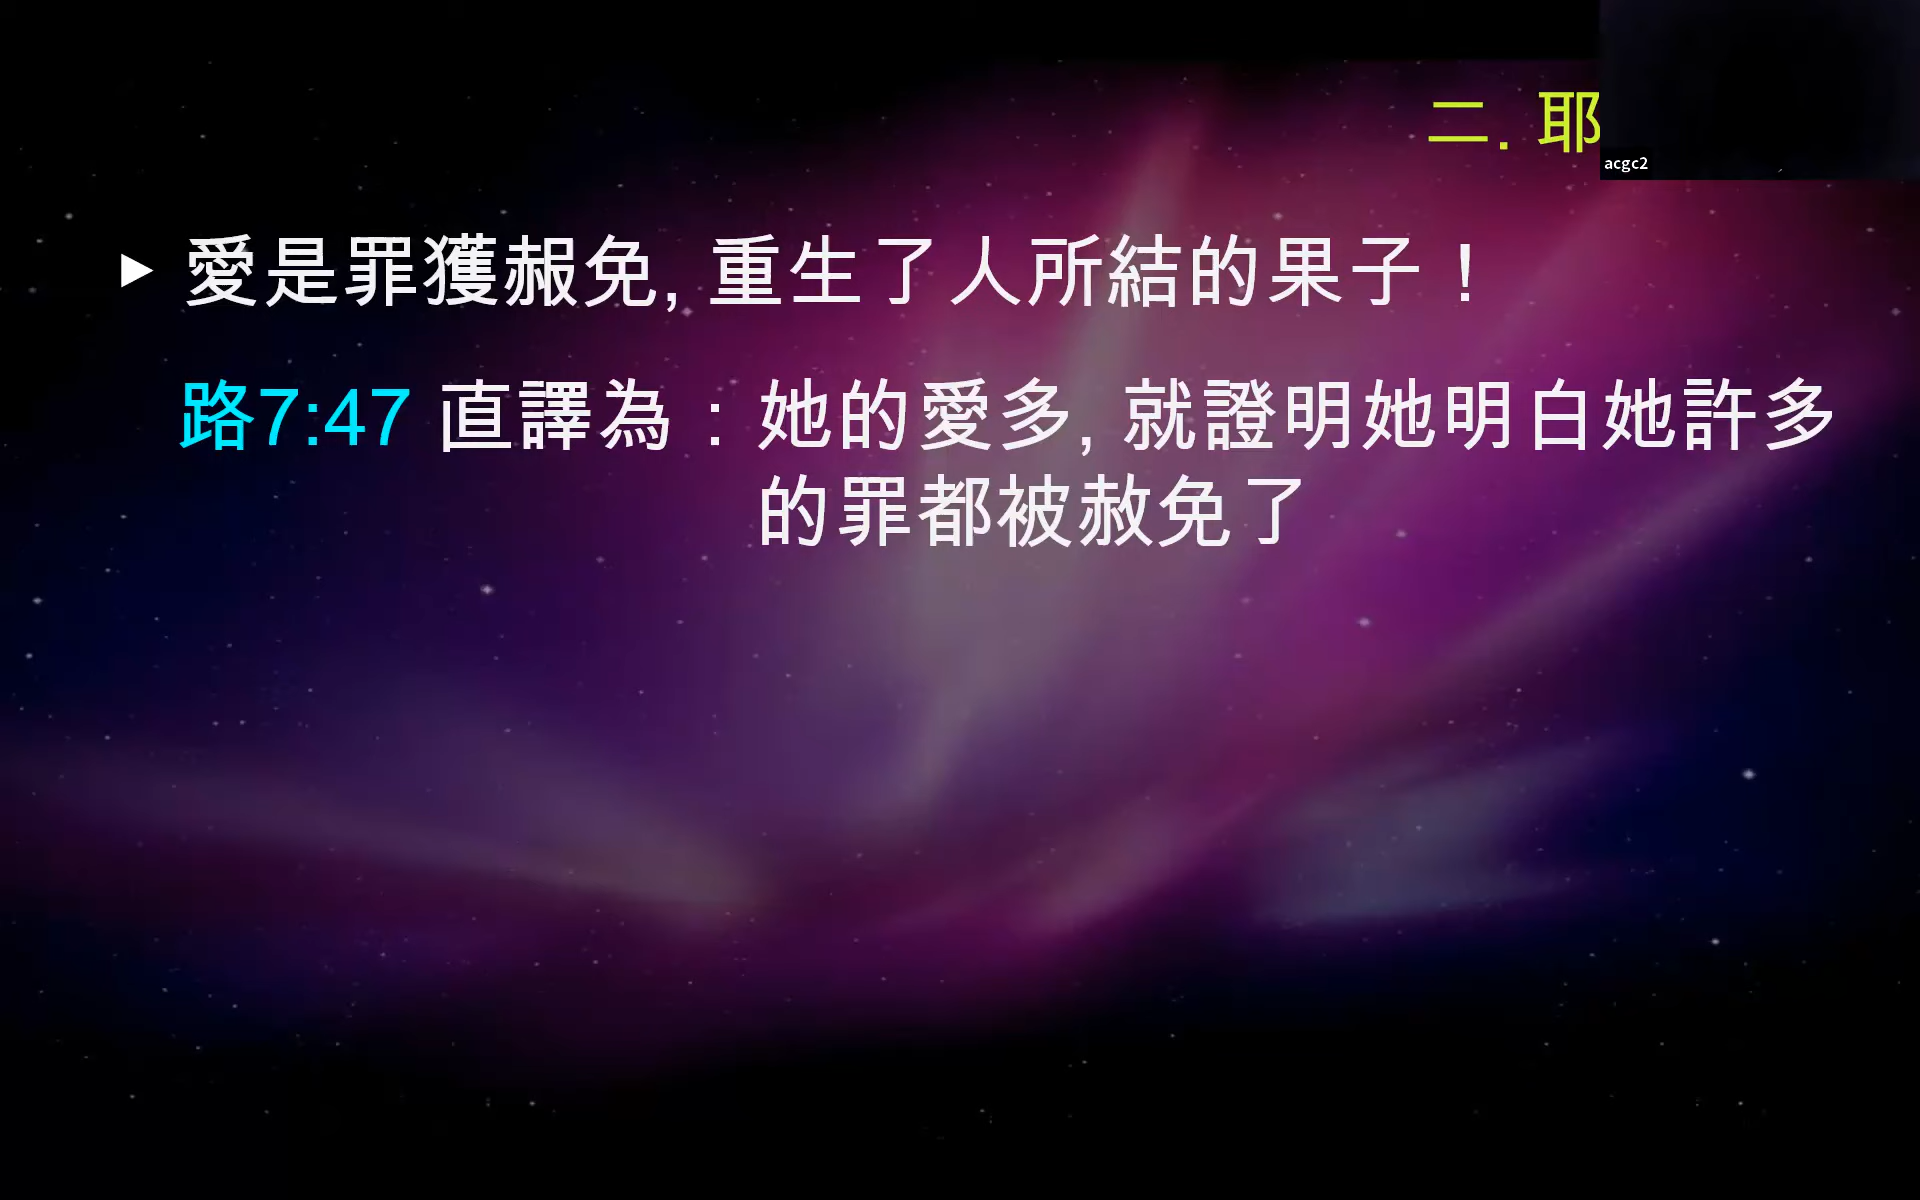 二. 耶
acgc2
▶ 愛是罪獲赧免, 重生了人所結的果子！
路7:47 直譯為：她的愛多, 就證明她明白她許多
的罪都被赦免了